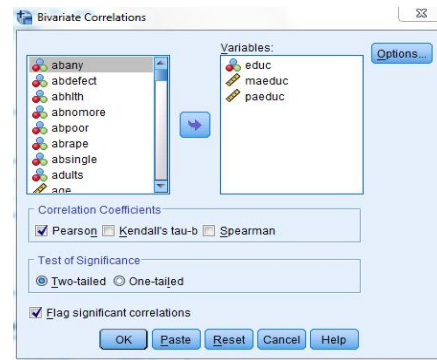 Bivariate Correlations
Variables:
abany
abdefect
abhlth
abnomore
abpoor
abrape
absingle
adults
age
educ
maeduc
paeduc
Options...
Correlation Coefficients
Pearson Kendall's tau-b Spearman
Test of Significance
Two-tailed One-tailed
Flag significant correlations
OK Paste Reset Cancel Help